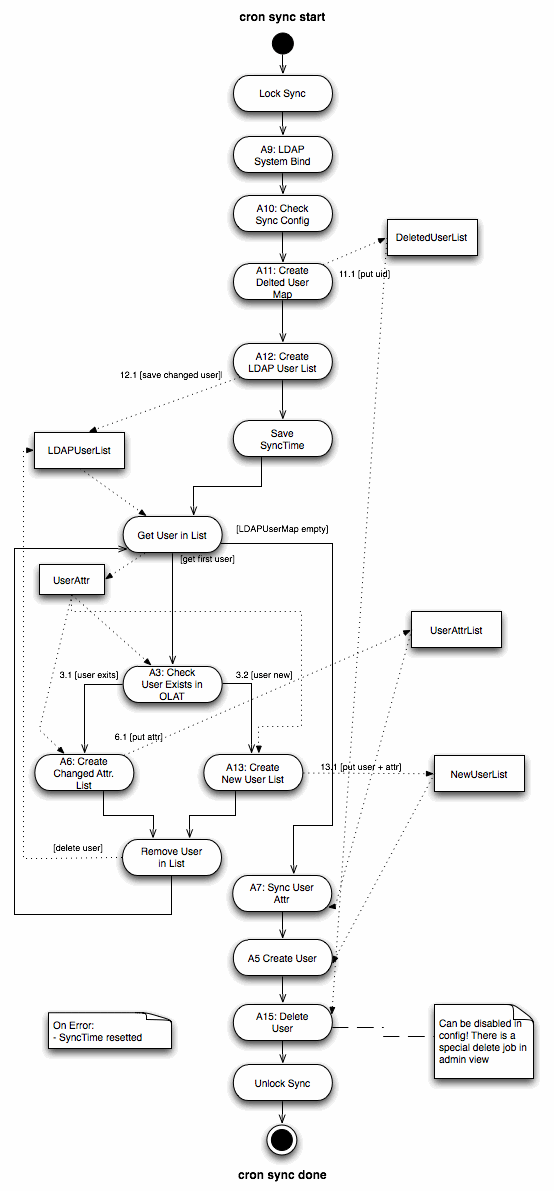 cron sync start
Lock Sync
A9: LDAP
System Bind
A10: Check
Sync Config
DeletedUserList
A11: Create
Delted User
Map
11.1 [put uid]
A12: Create
LDAP User List
12.1 [save changed user]
Save
SyncTime
LDAPUserList
[LDAPUserMap empty]
Get User in List
[get first user]
UserAttr
UserAttrList
3.1 [user exits]
A3: Check
User Exists in
OLAT
3.2 [user new]
6.1 [put attr]
A6: Create
Changed Attr.
List
A13: Create
New User List
13.1 [put user + attr]
NewUserList
[delete user]
Remove User
in List
A7: Sync User
Attr
A5 Create User
A15: Delete
User
On Error:
- SyncTime resetted
Can be disabled in
config! There is a
special delete job in
admin view
Unlock Sync
cron sync done